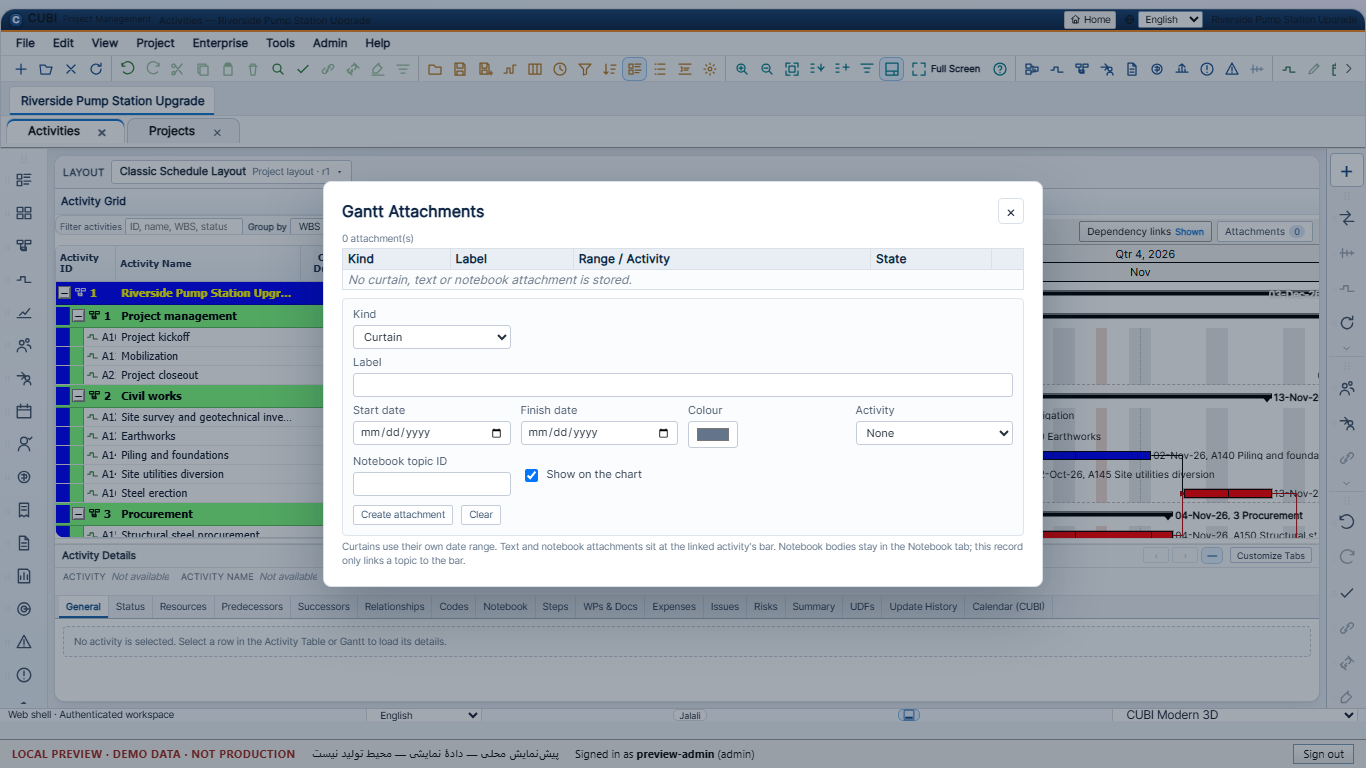 CUBI Project Management Activities — Riverside Pump Station Upgrade Home English Riverside Pump Station Upgrade
File Edit View Project Enterprise Tools Admin Help
Full Screen
Riverside Pump Station Upgrade
Activities × Projects ×
LAYOUT Classic Schedule Layout Project layout · r1
Activity Grid
Filter activities ID, name, WBS, status Group by WBS
Dependency links Shown Attachments 0
Activity ID Activity Name
Qtr 4, 2026
Nov
1 Riverside Pump Station Upgr...
03-Dec-26
1 Project management
Project kickoff
Mobilization
A2 Project closeout
2 Civil works
13-Nov-2
Site survey and geotechnical inve...
Earthworks
Earthworks
Piling and foundations
02-Nov-26, A140 Piling and founda
Site utilities diversion
-Oct-26, A145 Site utilities diversion
Steel erection
13-Nov-2
3 Procurement
04-Nov-26, 3 Procurement
Structural steel procurement
04-Nov-26, A150 Structural s
Gantt Attachments
×
0 attachment(s)
Kind Label Range / Activity State
No curtain, text or notebook attachment is stored.
Kind
Curtain
Label
Start date Finish date Colour Activity
mm/dd/yyyy mm/dd/yyyy None
Notebook topic ID
Show on the chart
Create attachment Clear
Curtains use their own date range. Text and notebook attachments sit at the linked activity's bar. Notebook bodies stay in the Notebook tab; this record
only links a topic to the bar.
Activity Details
Customize Tabs
ACTIVITY Not available ACTIVITY NAME Not available
General Status Resources Predecessors Successors Relationships Codes Notebook Steps WPs & Docs Expenses Issues Risks Summary UDFs Update History Calendar (CUBI)
No activity is selected. Select a row in the Activity Table or Gantt to load its details.
Web shell · Authenticated workspace English Jalali CUBI Modern 3D
LOCAL PREVIEW · DEMO DATA · NOT PRODUCTION پیش‌نمایش محلی — دادهٔ نمایشی — محیط تولید نیست Signed in as preview-admin (admin) Sign out